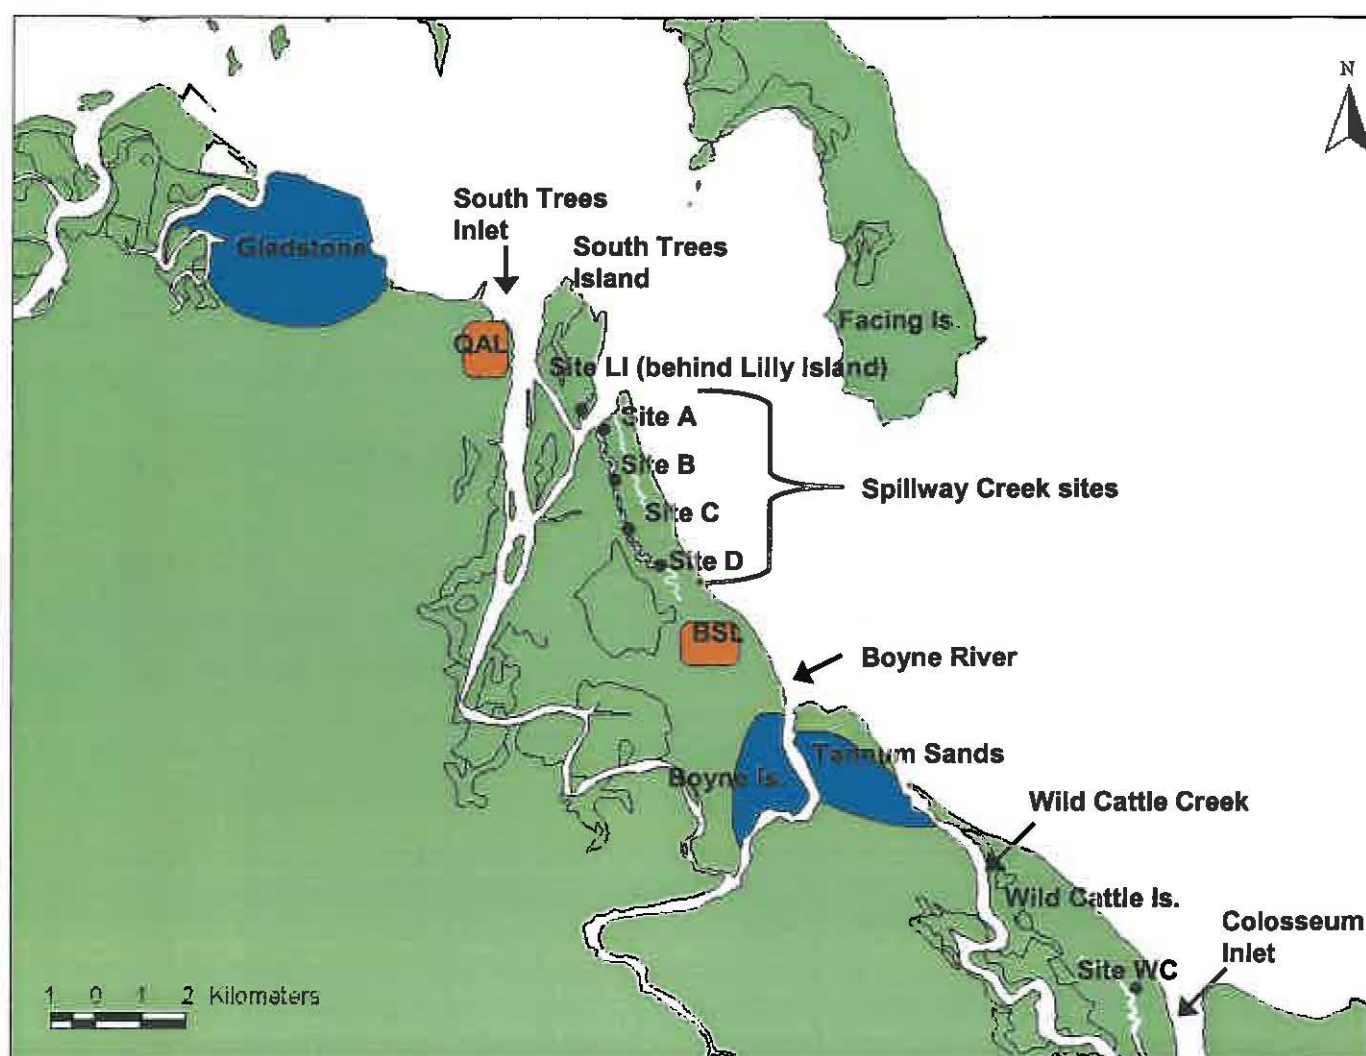 N
South Trees
Inlet
South Trees
Island
Gladstone
Facing Is.
QAL
Site LI (behind Lilly Island)
Site A
Site B
Spillway Creek sites
Site C
Site D
BSL
Boyne River
Tannum Sands
Boyne Is.
Wild Cattle Creek
Wild Cattle Is.
Colosseum
Inlet
Site WC
1 0 1 2 Kilometers